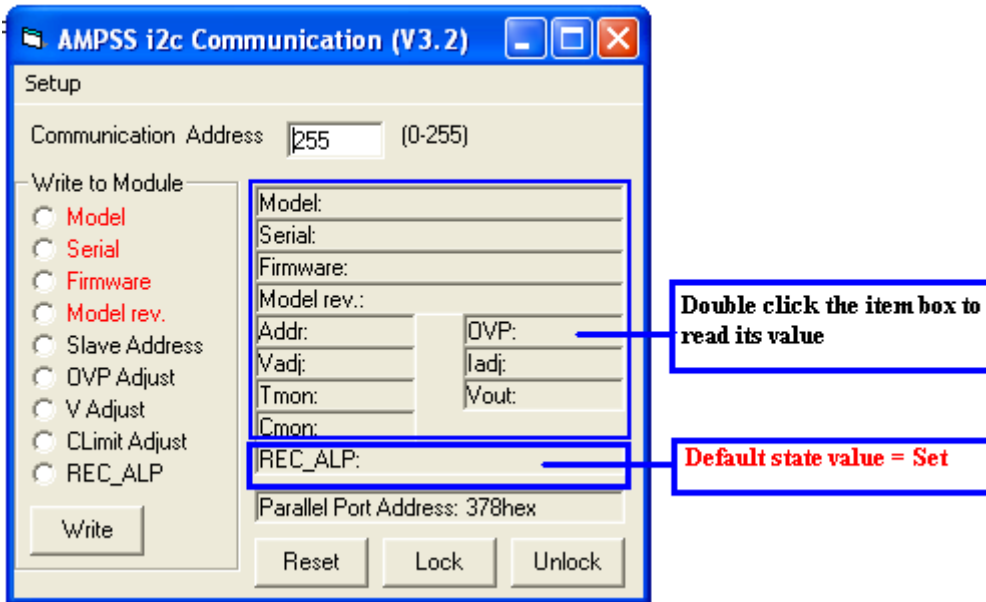 AMPSS i2c Communication (V3.2)
Setup
Communication Address 255 (0-255)
Write to Module
Model
Serial
Firmware
Model rev.
Slave Address
OVP Adjust
V Adjust
CLimit Adjust
REC_ALP
Write
Model:
Serial:
Firmware:
Model rev.:
Addr: OVP:
Vadj: Iadj:
Tmon: Vout:
Cmon:
REC_ALP:
Parallel Port Address: 378hex
Reset Lock Unlock
Double click the item box to
read its value
Default state value = Set